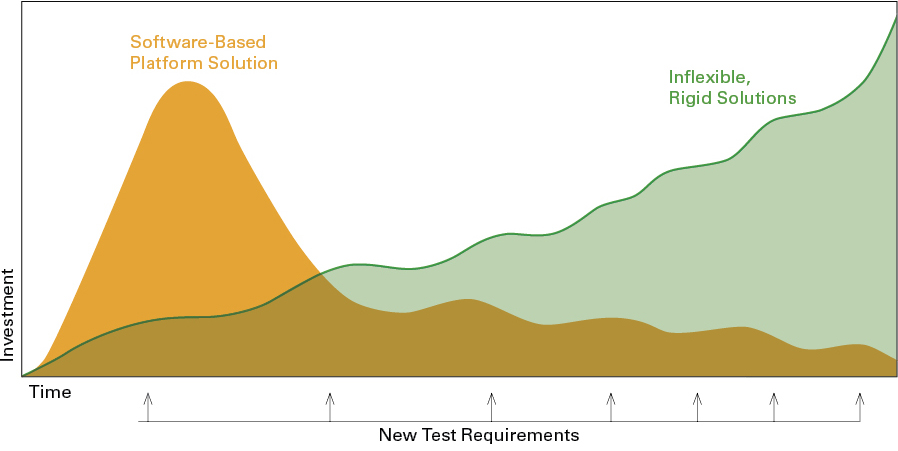 Software-Based
Platform Solution
Inflexible,
Rigid Solutions
Investment
Time
New Test Requirements